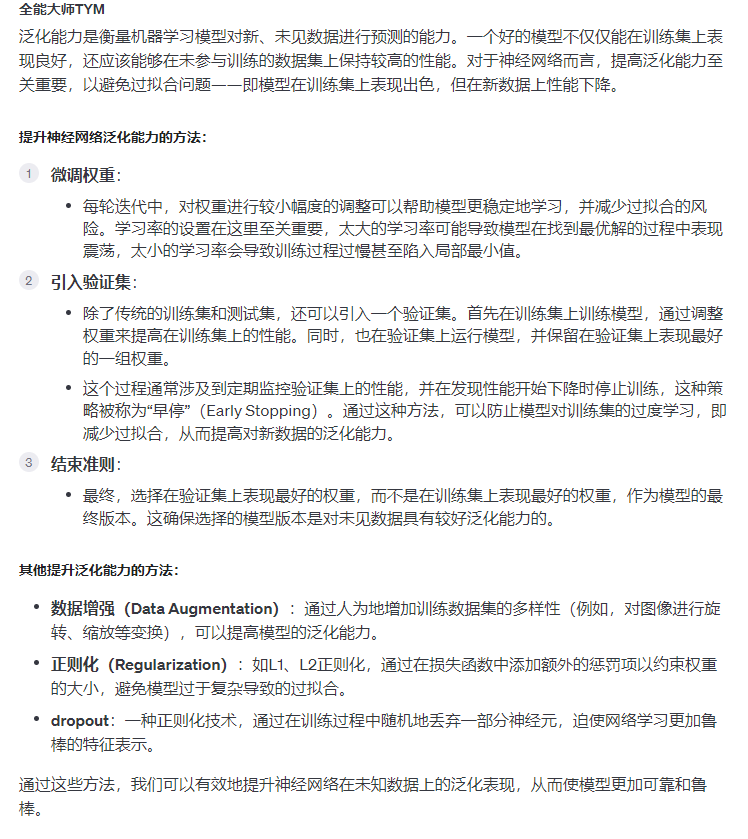 全能大师TYM
泛化能力是衡量机器学习模型对新、未见数据进行预测的能力。一个好的模型不仅仅能在训练集上表
现良好，还应该能够在未参与训练的数据集上保持较高的性能。对于神经网络而言，提高泛化能力至
关重要，以避免过拟合问题——即模型在训练集上表现出色，但在新数据上性能下降。
提升神经网络泛化能力的方法：
1 微调权重：
• 每轮迭代中，对权重进行较小幅度的调整可以帮助模型更稳定地学习，并减少过拟合的风
险。学习率的设置在这里至关重要，太大的学习率可能导致模型在找到最优解的过程中表现
震荡，太小的学习率会导致训练过程过慢甚至陷入局部最小值。
2 引入验证集：
• 除了传统的训练集和测试集，还可以引入一个验证集。首先在训练集上训练模型，通过调整
权重来提高在训练集上的性能。同时，也在验证集上运行模型，并保留在验证集上表现最好
的一组权重。
• 这个过程通常涉及到定期监控验证集上的性能，并在发现性能开始下降时停止训练，这种策
略被称为“早停”（Early Stopping）。通过这种方法，可以防止模型对训练集的过度学习，即
减少过拟合，从而提高对新数据的泛化能力。
3 结束准则：
• 最终，选择在验证集上表现最好的权重，而不是在训练集上表现最好的权重，作为模型的最
终版本。这确保选择的模型版本是对未见数据具有较好泛化能力的。
其他提升泛化能力的方法：
• 数据增强（Data Augmentation）：通过人为地增加训练数据集的多样性（例如，对图像进行旋
转、缩放等变换），可以提高模型的泛化能力。
• 正则化（Regularization）：如L1、L2正则化，通过在损失函数中添加额外的惩罚项以约束权重
的大小，避免模型过于复杂导致的过拟合。
• dropout：一种正则化技术，通过在训练过程中随机地丢弃一部分神经元，迫使网络学习更加鲁
棒的特征表示。
通过这些方法，我们可以有效地提升神经网络在未知数据上的泛化表现，从而使模型更加可靠和鲁
棒。